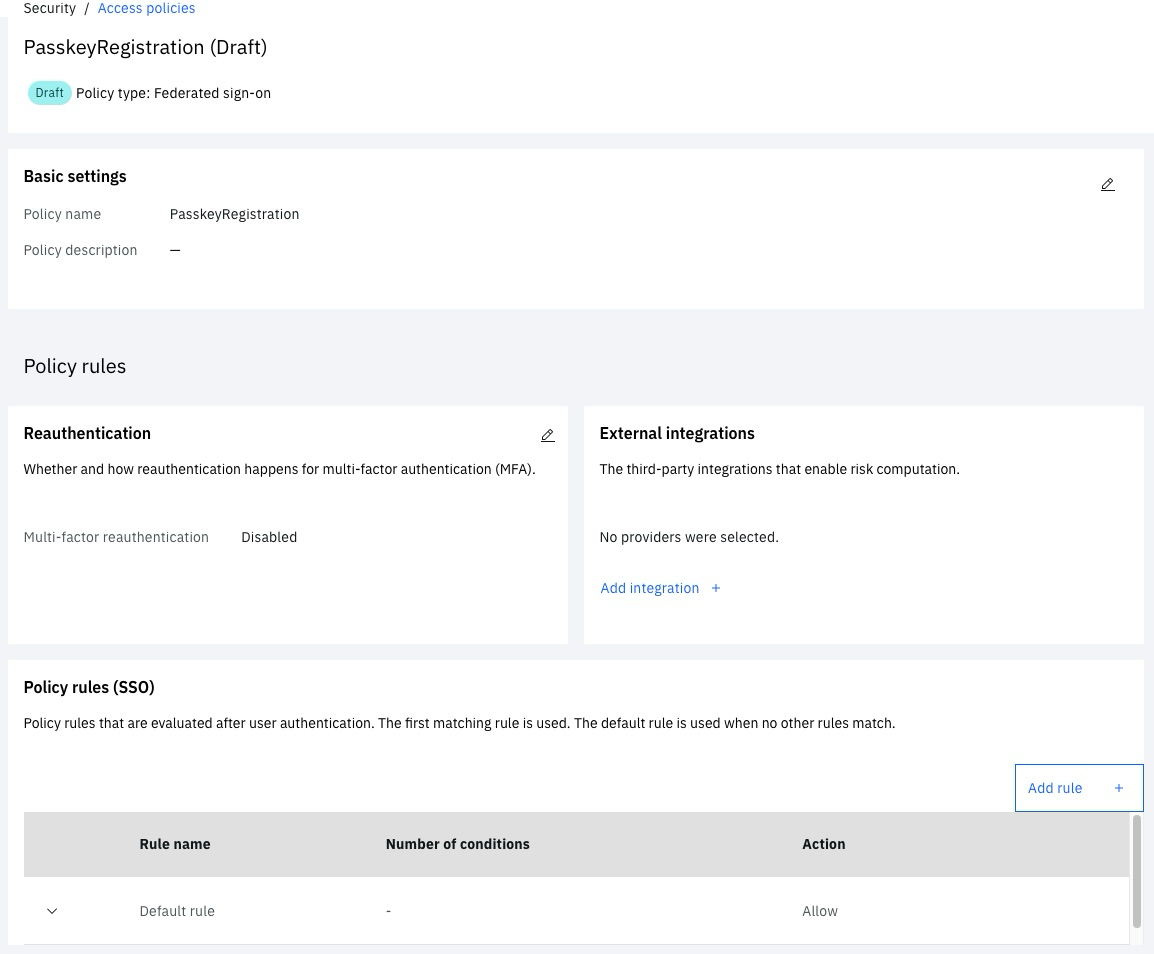 Security / Access policies
PasskeyRegistration (Draft)
Draft Policy type: Federated sign-on
Basic settings
Policy name PasskeyRegistration
Policy description —
Policy rules
Reauthentication
Whether and how reauthentication happens for multi-factor authentication (MFA).
Multi-factor reauthentication Disabled
External integrations
The third-party integrations that enable risk computation.
No providers were selected.
Add integration +
Policy rules (SSO)
Policy rules that are evaluated after user authentication. The first matching rule is used. The default rule is used when no other rules match.
Add rule +
Rule name Number of conditions Action
Default rule - Allow